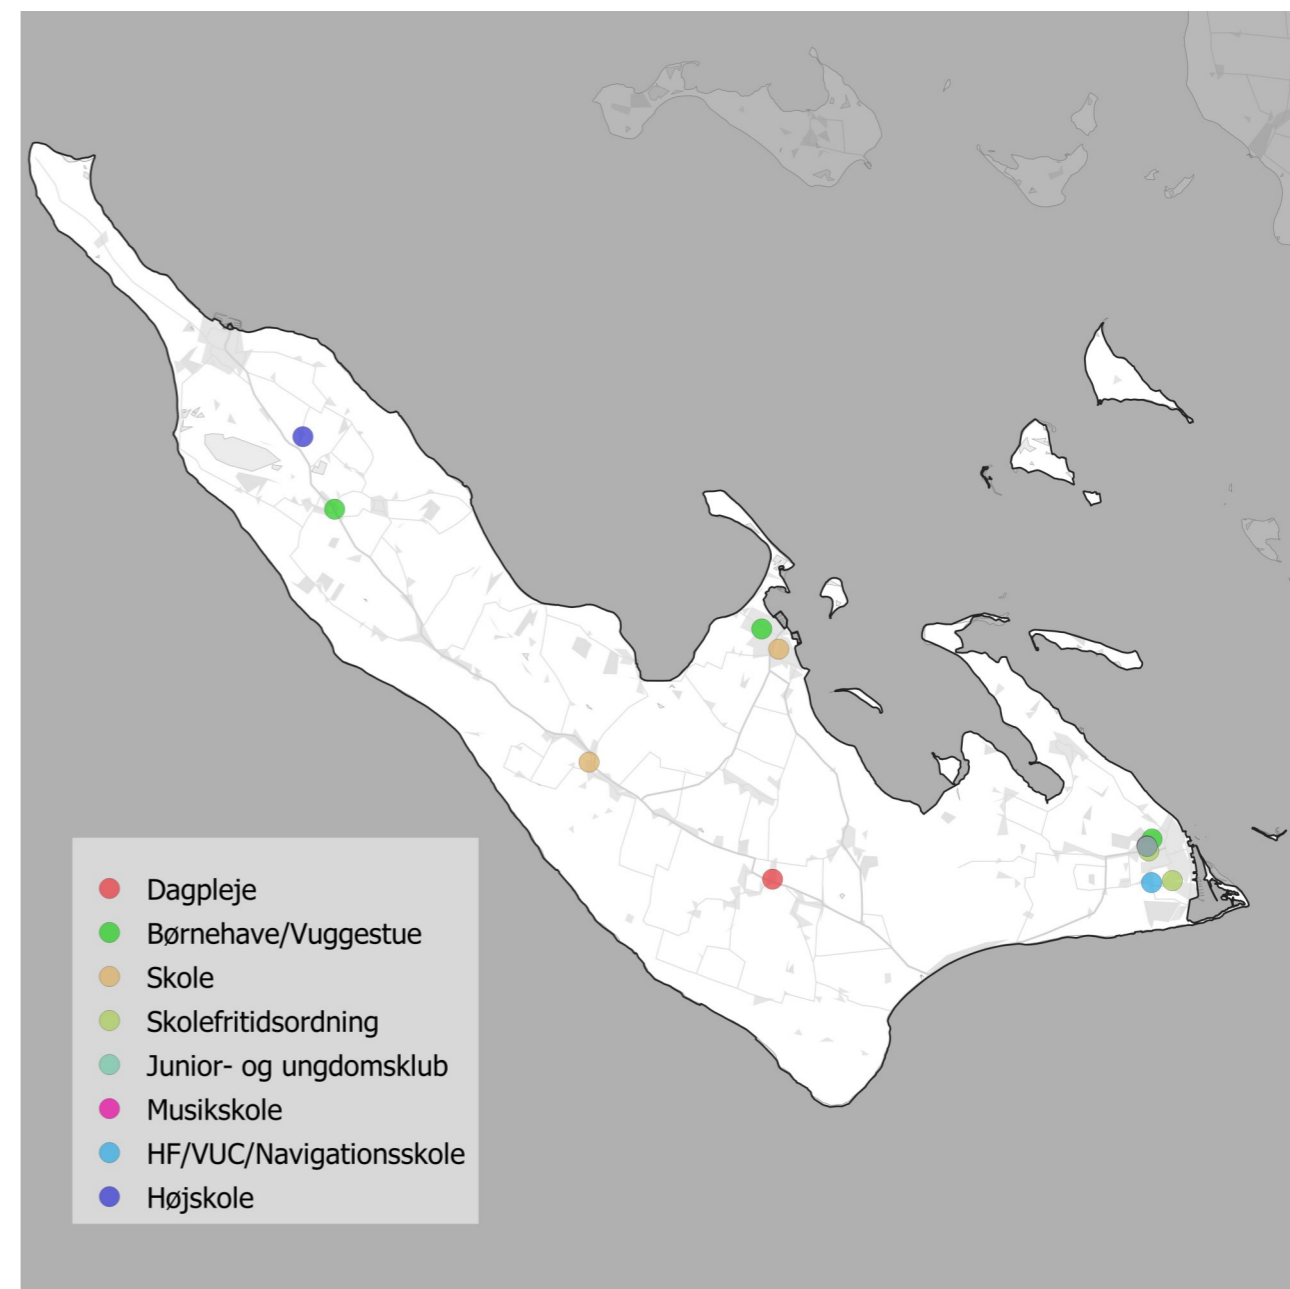 Dagpleje
Børnehave/Vuggestue
Skole
Skolefritidsordning
Junior- og ungdomsklub
Musikskole
HF/VUC/Navigationsskole
Højskole